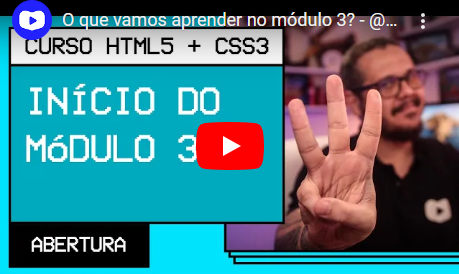 O que vamos aprender no módulo 3? - @...
CURSO HTML5 + CSS3
INÍCIO DO
MÓDULO 3
ABERTURA